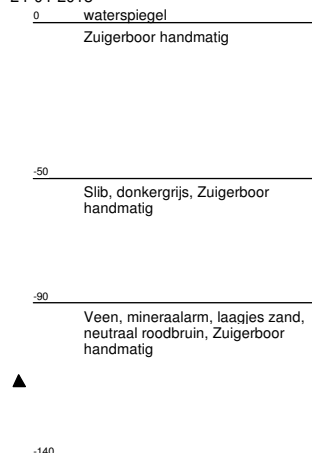 0 waterspiegel
Zuigerboor handmatig
-50
Slib, donkergrijs, Zuigerboor
handmatig
-90
Veen, mineraalarm, laagjes zand,
neutraal roodbruin, Zuigerboor
handmatig
-140